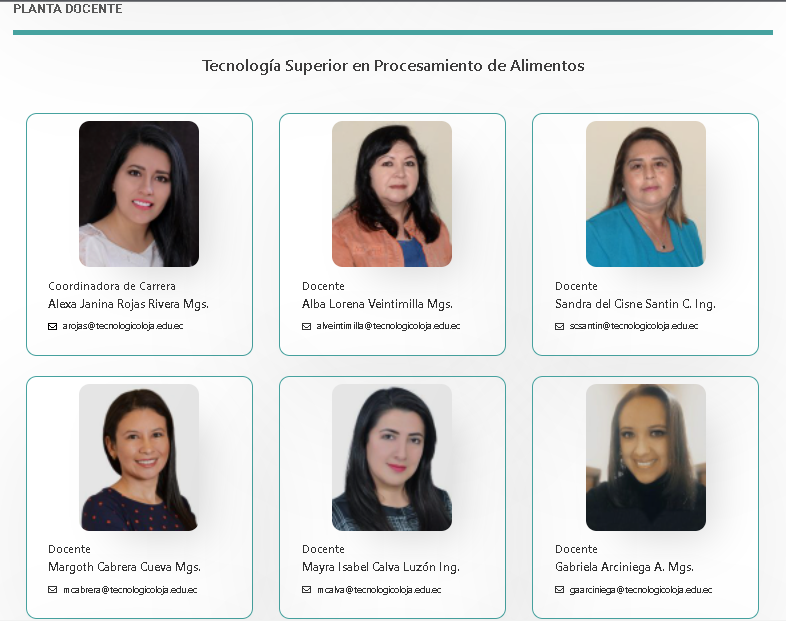 PLANTA DOCENTE
Tecnología Superior en Procesamiento de Alimentos
Coordinadora de Carrera
Alexa Janina Rojas Rivera Mgs.
arojas@tecnologicoloja.edu.ec
Docente
Alba Lorena Veintimilla Mgs.
alveintimilla@tecnologicoloja.edu.ec
Docente
Sandra del Cisne Santin C. Ing.
scsantin@tecnologicoloja.edu.ec
Docente
Margoth Cabrera Cueva Mgs.
mcabrera@tecnologicoloja.edu.ec
Docente
Mayra Isabel Calva Luzón Ing.
mcalva@tecnologicoloja.edu.ec
Docente
Gabriela Arciniega A. Mgs.
gaarciniega@tecnologicoloja.edu.ec